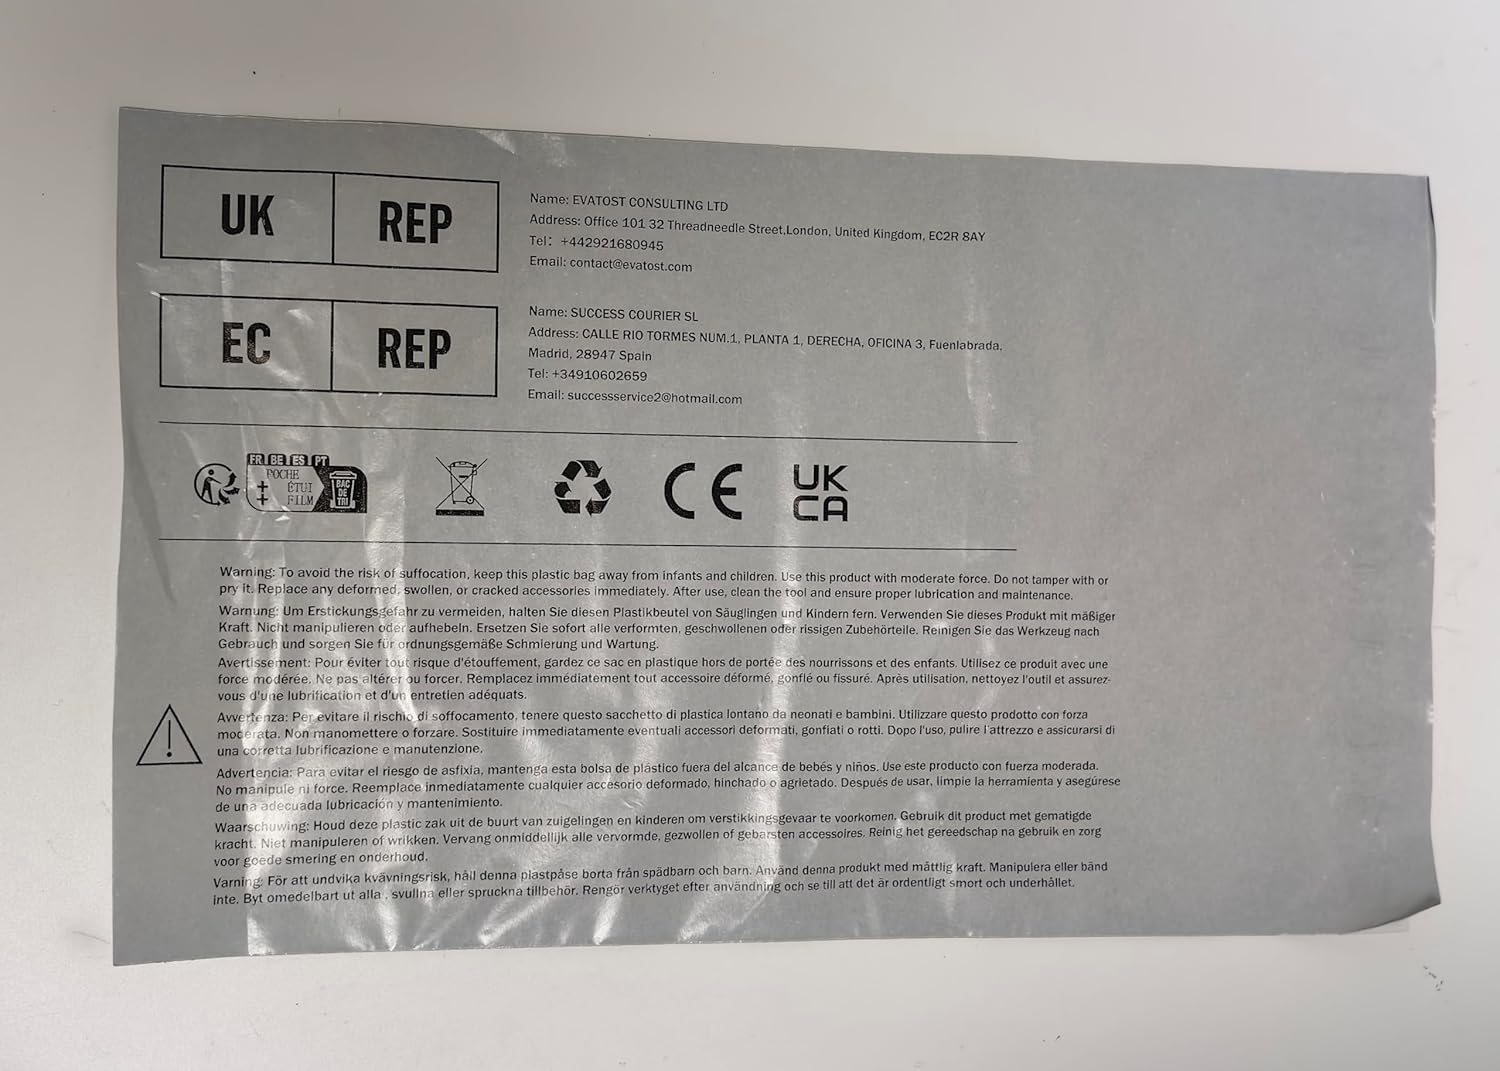 UK REP
Name: EVATOST CONSULTING LTD
Address: Office 101 32 Threadneedle Street,London, United Kingdom, EC2R 8AY
Tel: +442921680945
Email: contact@evatost.com
EC REP
Name: SUCCESS COURIER SL
Address: CALLE RIO TORMES NUM.1, PLANTA 1, DERECHA, OFICINA 3, Fuenlabrada,
Madrid, 28947 Spain
Tel: +34910602659
Email: successservice2@hotmail.com
FR BE ES PT
POCHE
ÉTUI
FILM
BAC
DE
TRI
CE
UK
CA
Warning: To avoid the risk of suffocation, keep this plastic bag away from infants and children. Use this product with moderate force. Do not tamper with or
pry it. Replace any deformed, swollen, or cracked accessories immediately. After use, clean the tool and ensure proper lubrication and maintenance.
Warnung: Um Erstickungsgefahr zu vermeiden, halten Sie diesen Plastikbeutel von Säuglingen und Kindern fern. Verwenden Sie dieses Produkt mit mäßiger
Kraft. Nicht manipulieren oder aufhebeln. Ersetzen Sie sofort alle verformten, geschwollenen oder rissigen Zubehörteile. Reinigen Sie das Werkzeug nach
Gebrauch und sorgen Sie für ordnungsgemäße Schmierung und Wartung.
Avertissement: Pour éviter tout risque d'étouffement, gardez ce sac en plastique hors de portée des nourrissons et des enfants. Utilisez ce produit avec une
force modérée. Ne pas altérer ou forcer. Remplacez immédiatement tout accessoire déformé, gonflé ou fissuré. Après utilisation, nettoyez l'outil et assurez-
vous d'une lubrification et d'un entretien adéquats.
Avvertenza: Per evitare il rischio di soffocamento, tenere questo sacchetto di plastica lontano da neonati e bambini. Utilizzare questo prodotto con forza
moderata. Non manomettere o forzare. Sostituire immediatamente eventuali accessori deformati, gonfiati o rotti. Dopo l'uso, pulire l'attrezzo e assicurarsi di
una corretta lubrificazione e manutenzione.
Advertencia: Para evitar el riesgo de asfixia, mantenga esta bolsa de plástico fuera del alcance de bebés y niños. Use este producto con fuerza moderada.
No manipule ni force. Reemplace inmediatamente cualquier accesorio deformado, hinchado o agrietado. Después de usar, limpie la herramienta y asegúrese
de una adecuada lubricación y mantenimiento.
Waarschuwing: Houd deze plastic zak uit de buurt van zuigelingen en kinderen om verstikkingsgevaar te voorkomen. Gebruik dit product met gematigde
kracht. Niet manipuleren of wrikken. Vervang onmiddellijk alle vervormde, gezwollen of gebarsten accessoires. Reinig het gereedschap na gebruik en zorg
voor goede smering en onderhoud.
Varning: För att undvika kvävningsrisk, håll denna plastpåse borta från spädbarn och barn. Använd denna produkt med måttlig kraft. Manipulera eller bänd
inte. Byt omedelbart ut alla , svullna eller spruckna tillbehör. Rengör verktyget efter användning och se till att det är ordentligt smort och underhållet.